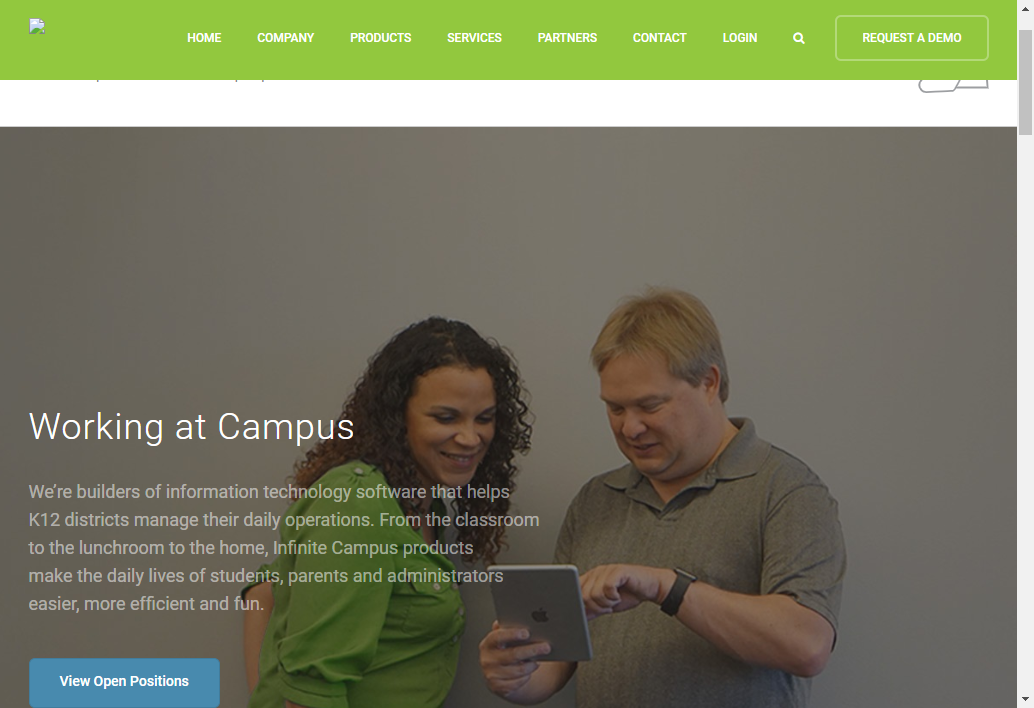 HOME COMPANY PRODUCTS SERVICES PARTNERS CONTACT LOGIN REQUEST A DEMO
Working at Campus
We're builders of information technology software that helps
K12 districts manage their daily operations. From the classroom
to the lunchroom to the home, Infinite Campus products
make the daily lives of students, parents and administrators
easier, more efficient and fun.
View Open Positions